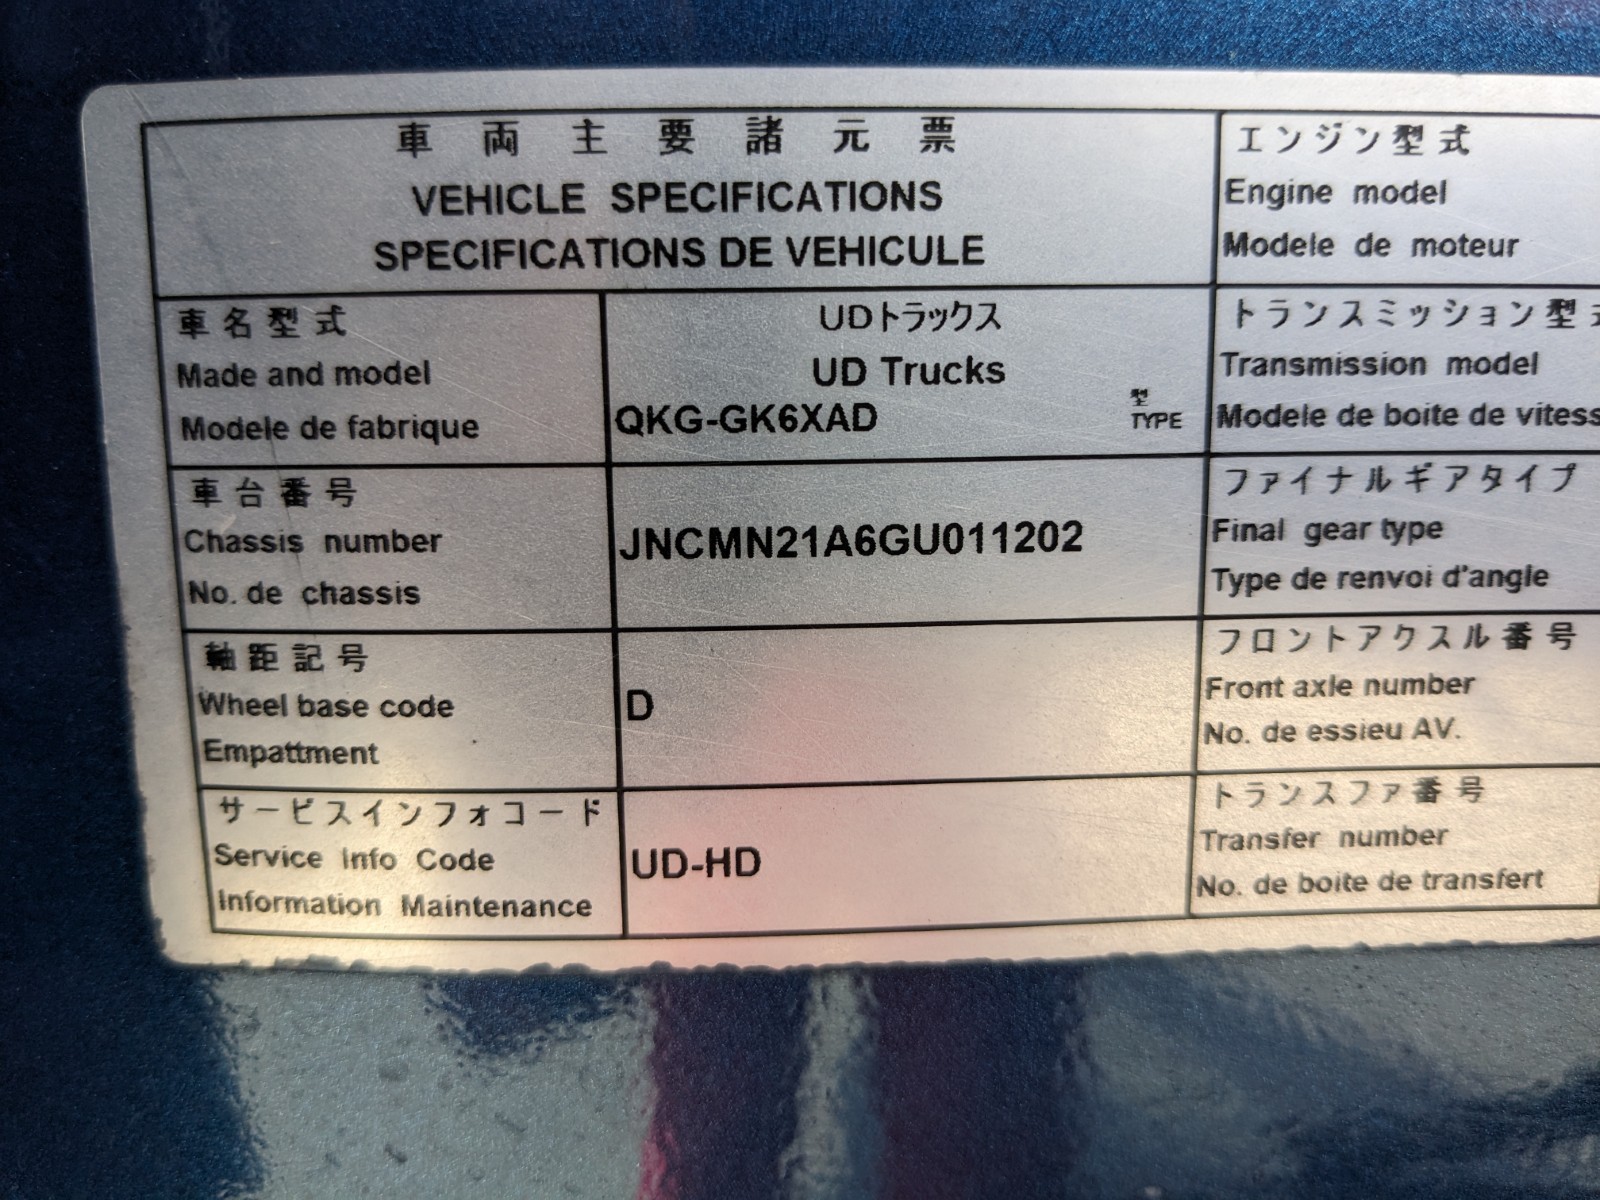 車両主要諸元票
VEHICLE SPECIFICATIONS
SPECIFICATIONS DE VEHICULE
車名型式
Made and model
Modele de fabrique
UDトラックス
UD Trucks
QKG-GK6XAD
型
TYPE
車台番号
Chassis number
No. de chassis
JNCMN21A6GU011202
軸距記号
Wheel base code
Empattment
D
サービスインフォコード
Service Info Code
Information Maintenance
UD-HD
エンジン型式
Engine model
Modele de moteur
トランスミッション型式
Transmission model
Modele de boite de vitess
ファイナルギアタイプ
Final gear type
Type de renvoi d'angle
フロントアクスル番号
Front axle number
No. de essieu AV.
トランスファ番号
Transfer number
No. de boite de transfert